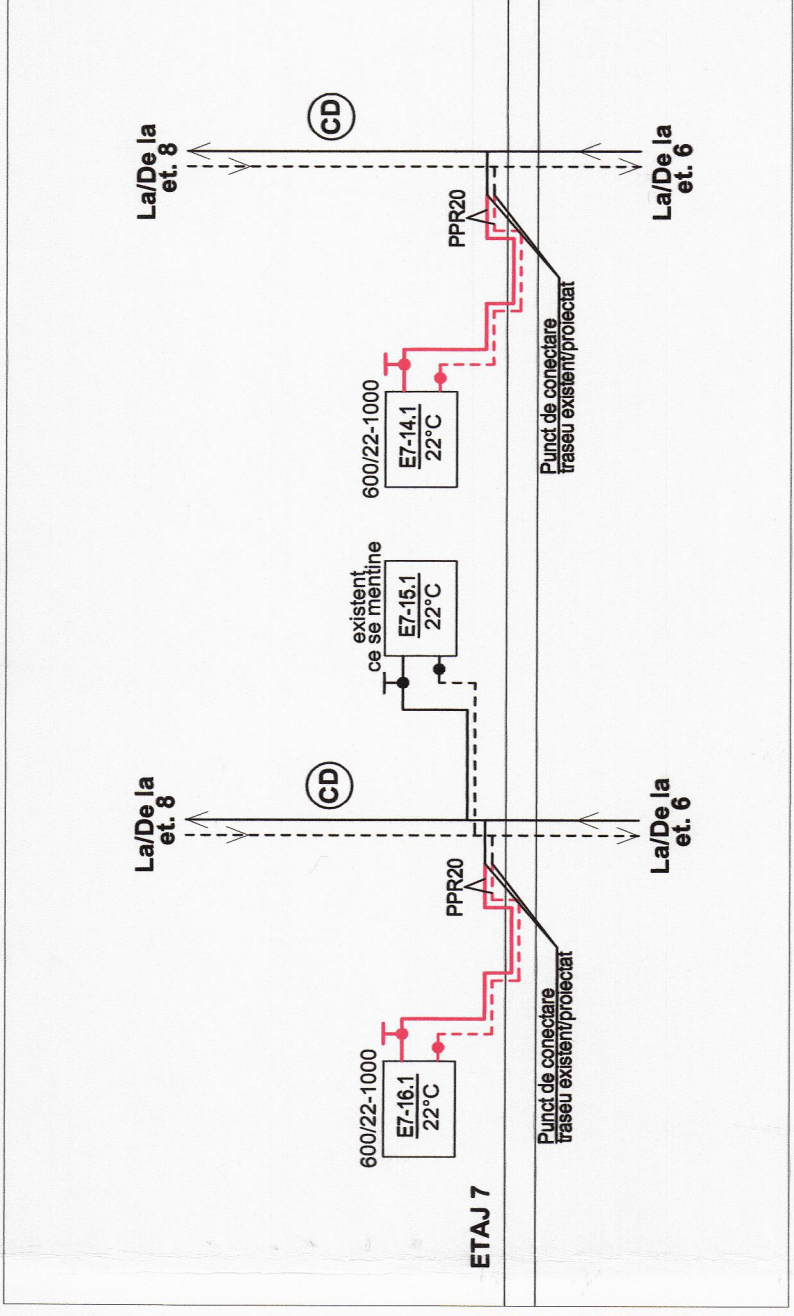 La/De la
et. 8
CD
La/De la
et. 8
CD
existent
ce se mentine
600/22-1000
E7-16.1
22°C
E7-15.1
22°C
600/22-1000
E7-14.1
22°C
PPR20
PPR20
ETAJ 7
Punct de conectare
traseu existent/proiectat
Punct de conectare
traseu existent/proiectat
La/De la
et. 6
La/De la
et. 6